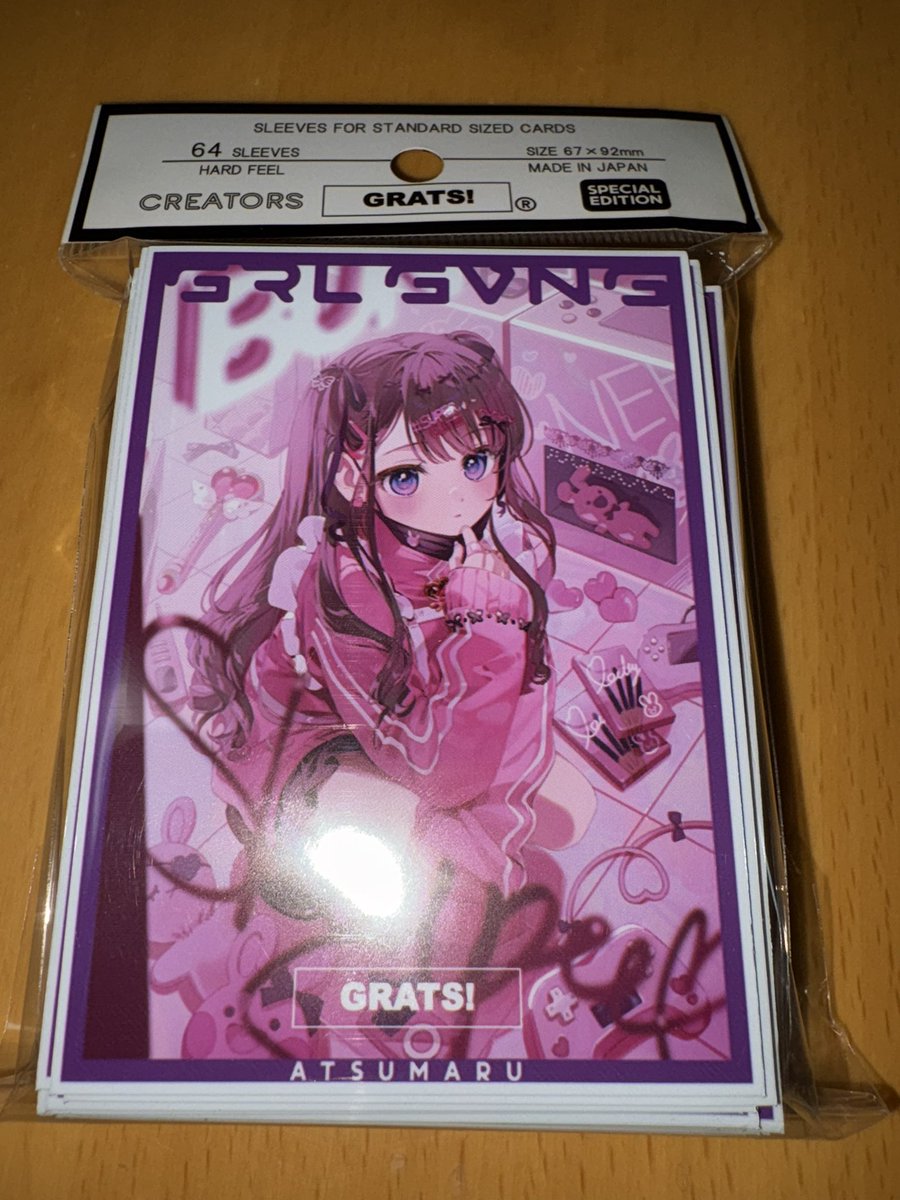 SLEEVES FOR STANDARD SIZED CARDS
64 SLEEVES
HARD FEEL
SIZE 67×92mm
MADE IN JAPAN
CREATORS
GRATS!
®
SPECIAL
EDITION
GRATS!
ATSUMARU